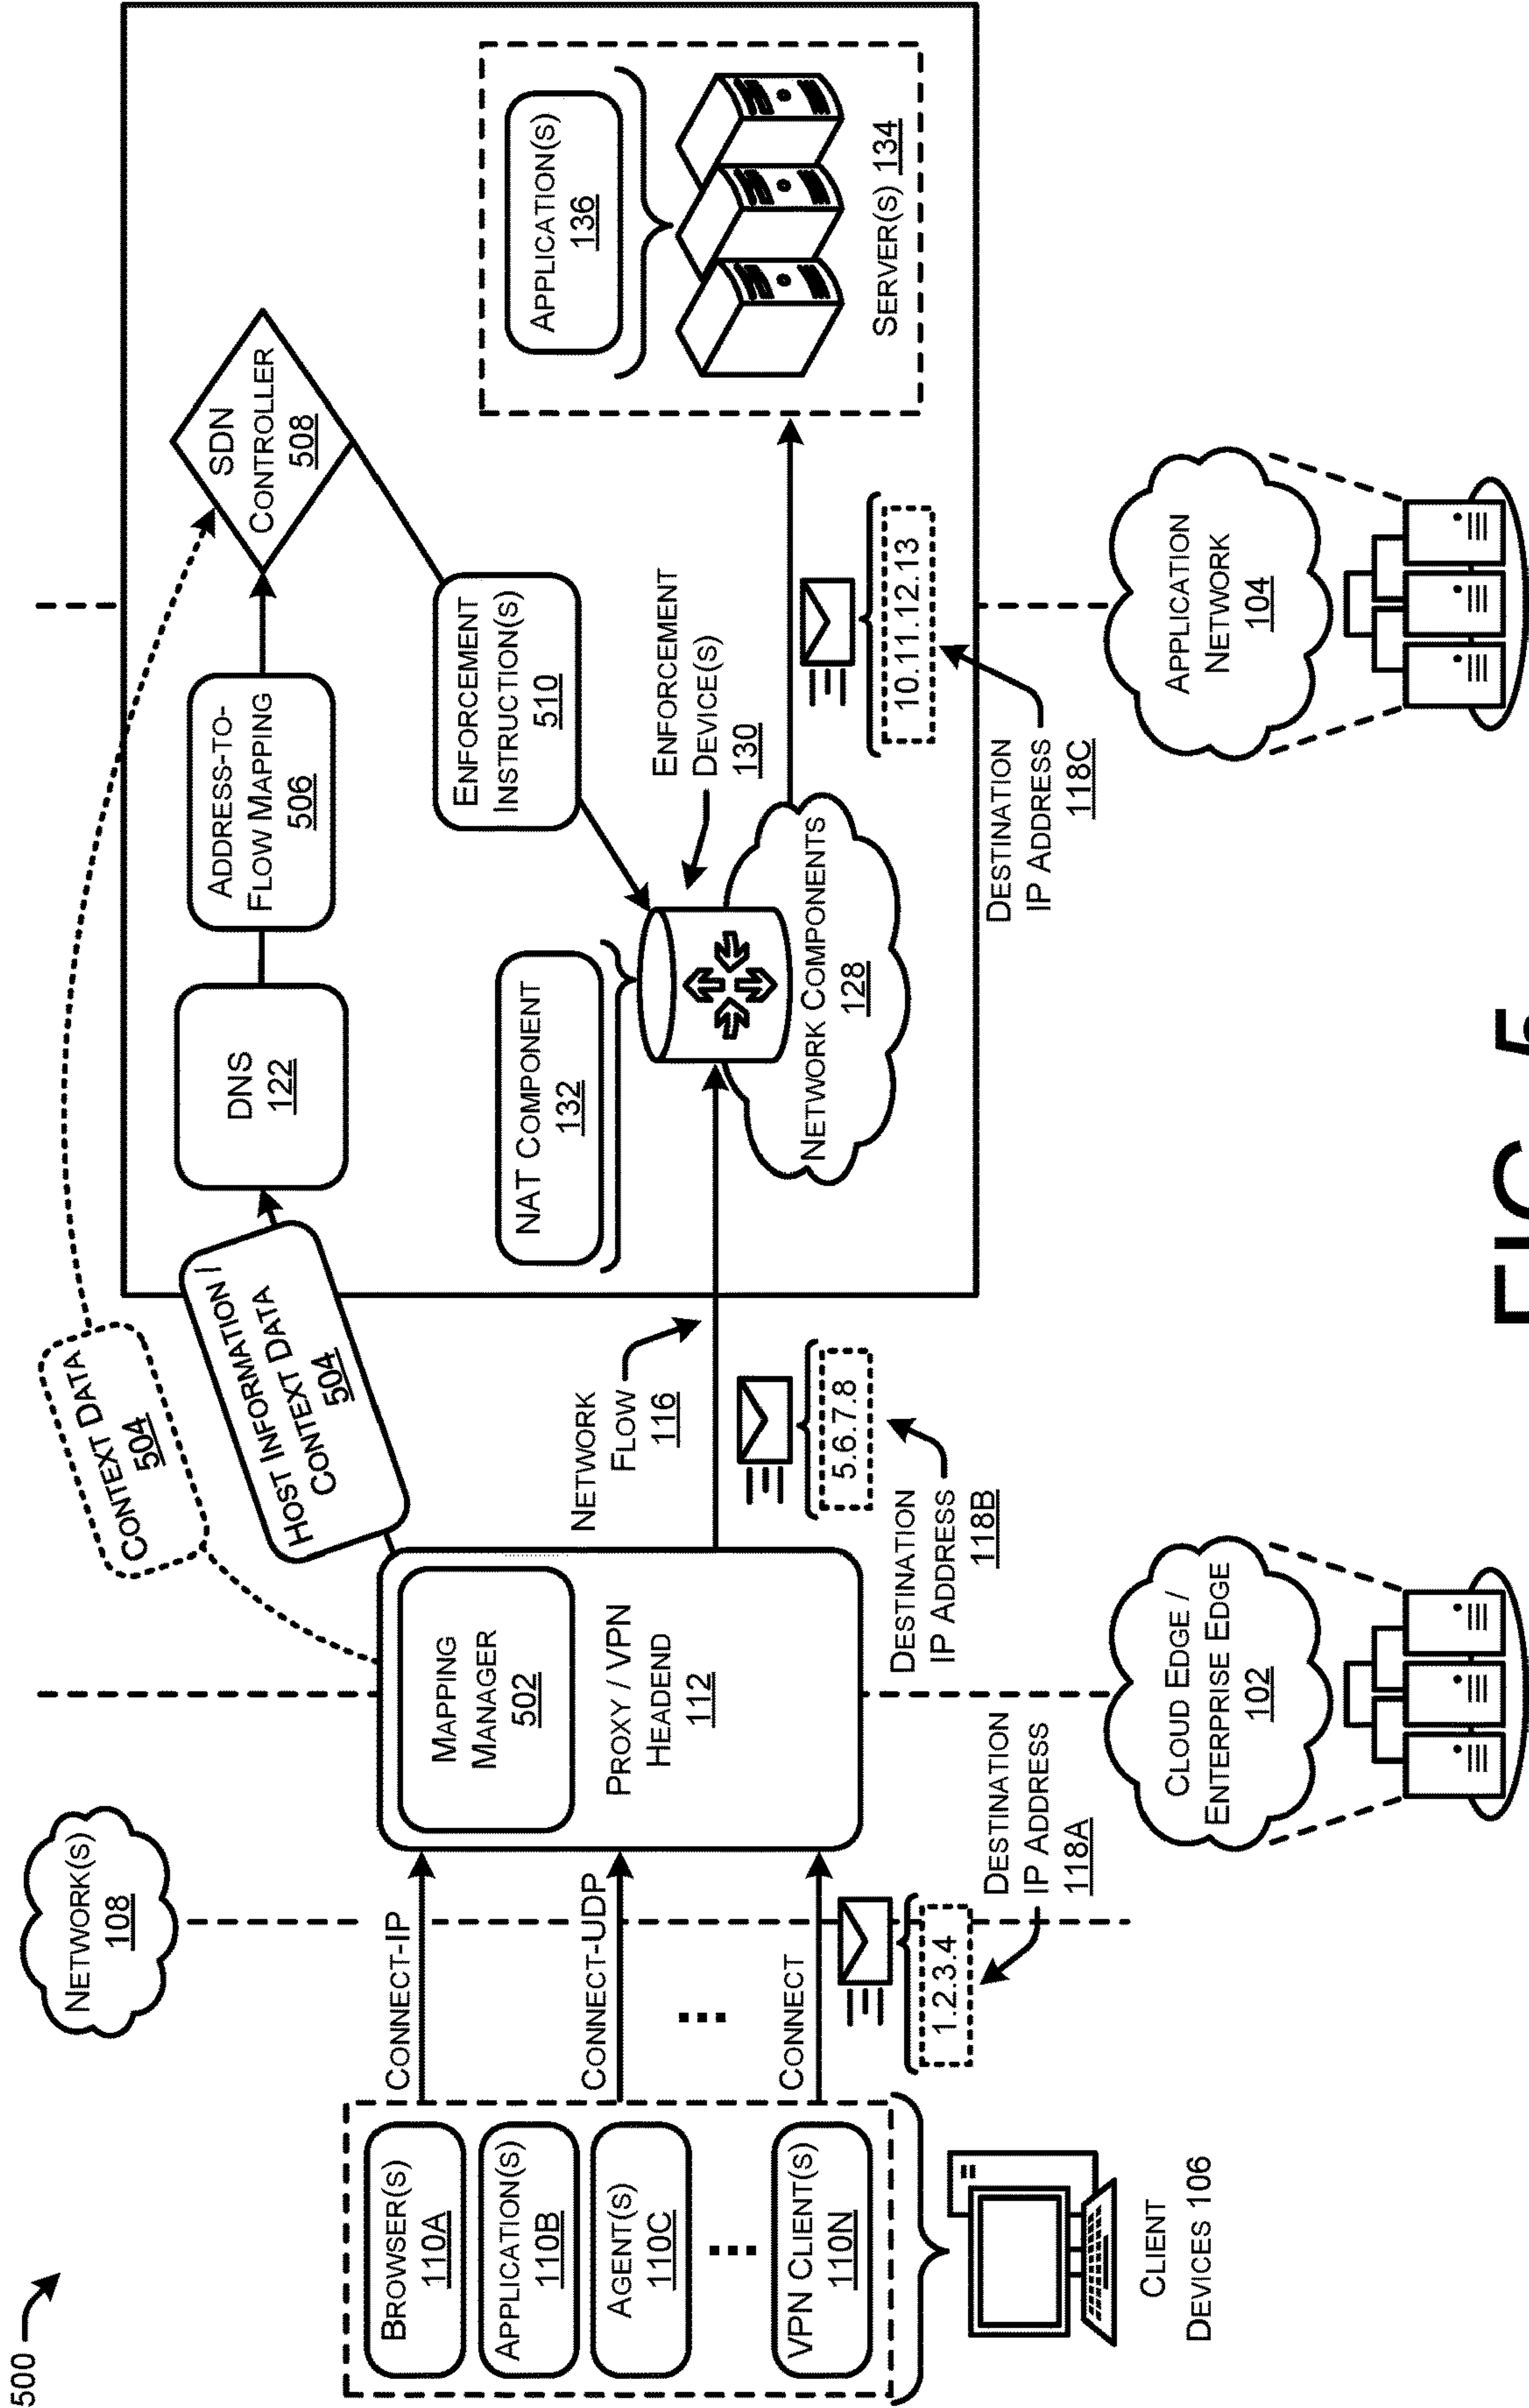 500
NETWORK(S)
108
BROWSER(S)
110A
APPLICATION(S)
110B
AGENT(S)
110C
...
VPN CLIENT(S)
110N
CLIENT
DEVICES 106
CONNECT-IP
CONNECT-UDP
...
CONNECT
1.2.3.4
DESTINATION
IP ADDRESS
118A
MAPPING
MANAGER
502
PROXY / VPN
HEADEND
112
CLOUD EDGE /
ENTERPRISE EDGE
102
CONTEXT DATA
504
HOST INFORMATION /
CONTEXT DATA
504
NETWORK
FLOW
116
5.6.7.8
DESTINATION
IP ADDRESS
118B
DNS
122
ADDRESS-TO-
FLOW MAPPING
506
SDN
CONTROLLER
508
ENFORCEMENT
INSTRUCTION(S)
510
NAT COMPONENT
132
ENFORCEMENT
DEVICE(S)
130
NETWORK COMPONENTS
128
10.11.12.13
DESTINATION
IP ADDRESS
118C
APPLICATION(S)
136
SERVER(S) 134
APPLICATION
NETWORK
104
FIG. 5